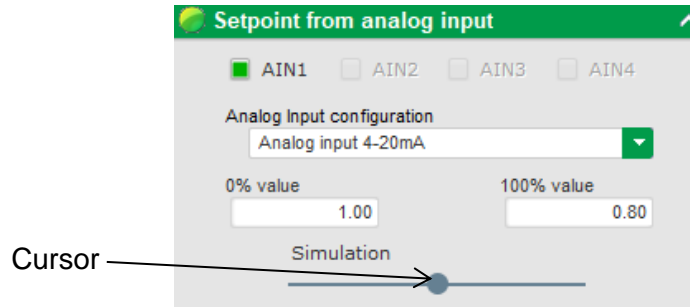 Setpoint from analog input
AIN1 AIN2 AIN3 AIN4
Analog Input configuration
Analog input 4-20mA
0% value 100% value
1.00 0.80
Simulation
Cursor